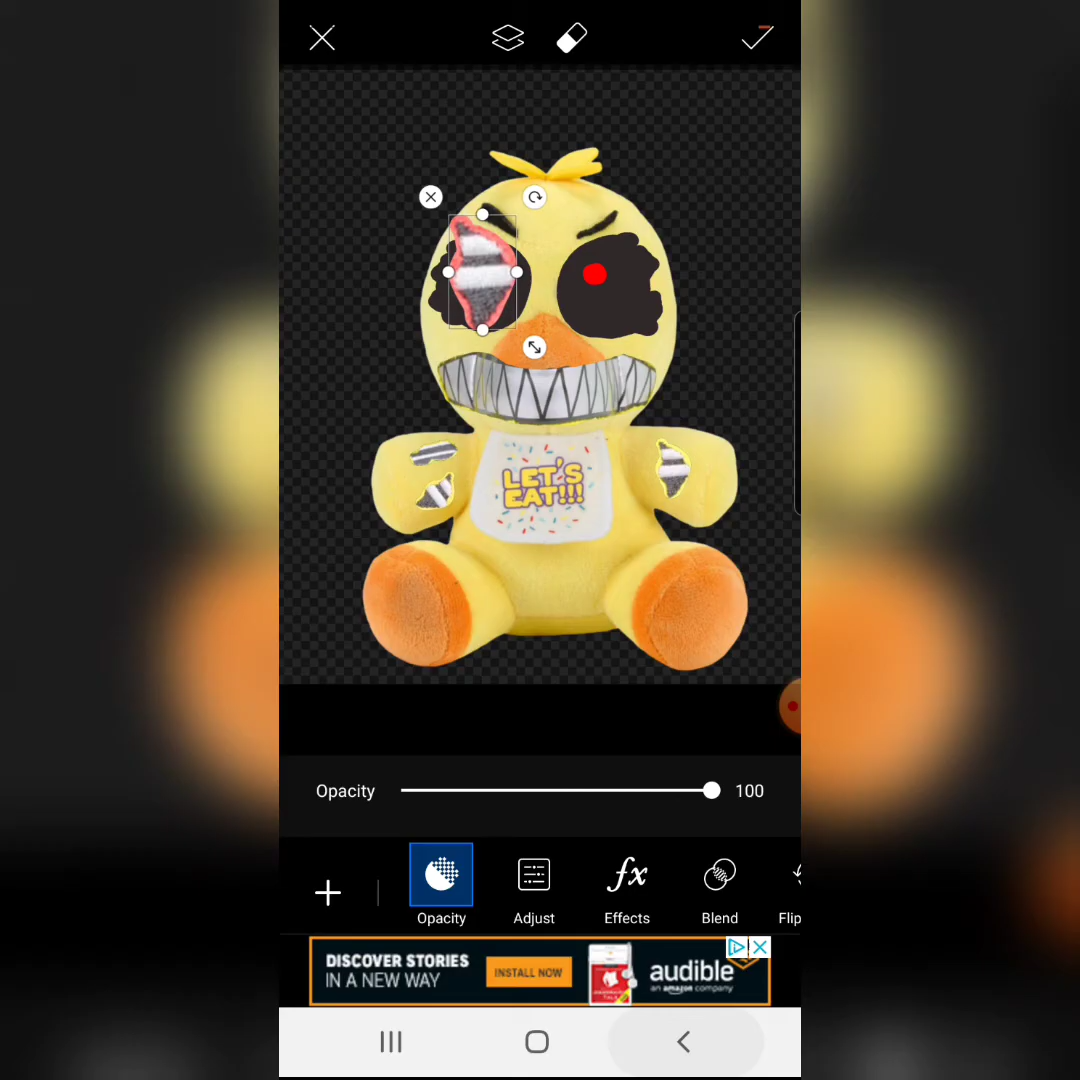 LET'S
EAT!!!
Opacity 100
Opacity Adjust Effects Blend Flip
DISCOVER STORIES
IN A NEW WAY
INSTALL NOW
audible
an amazon company